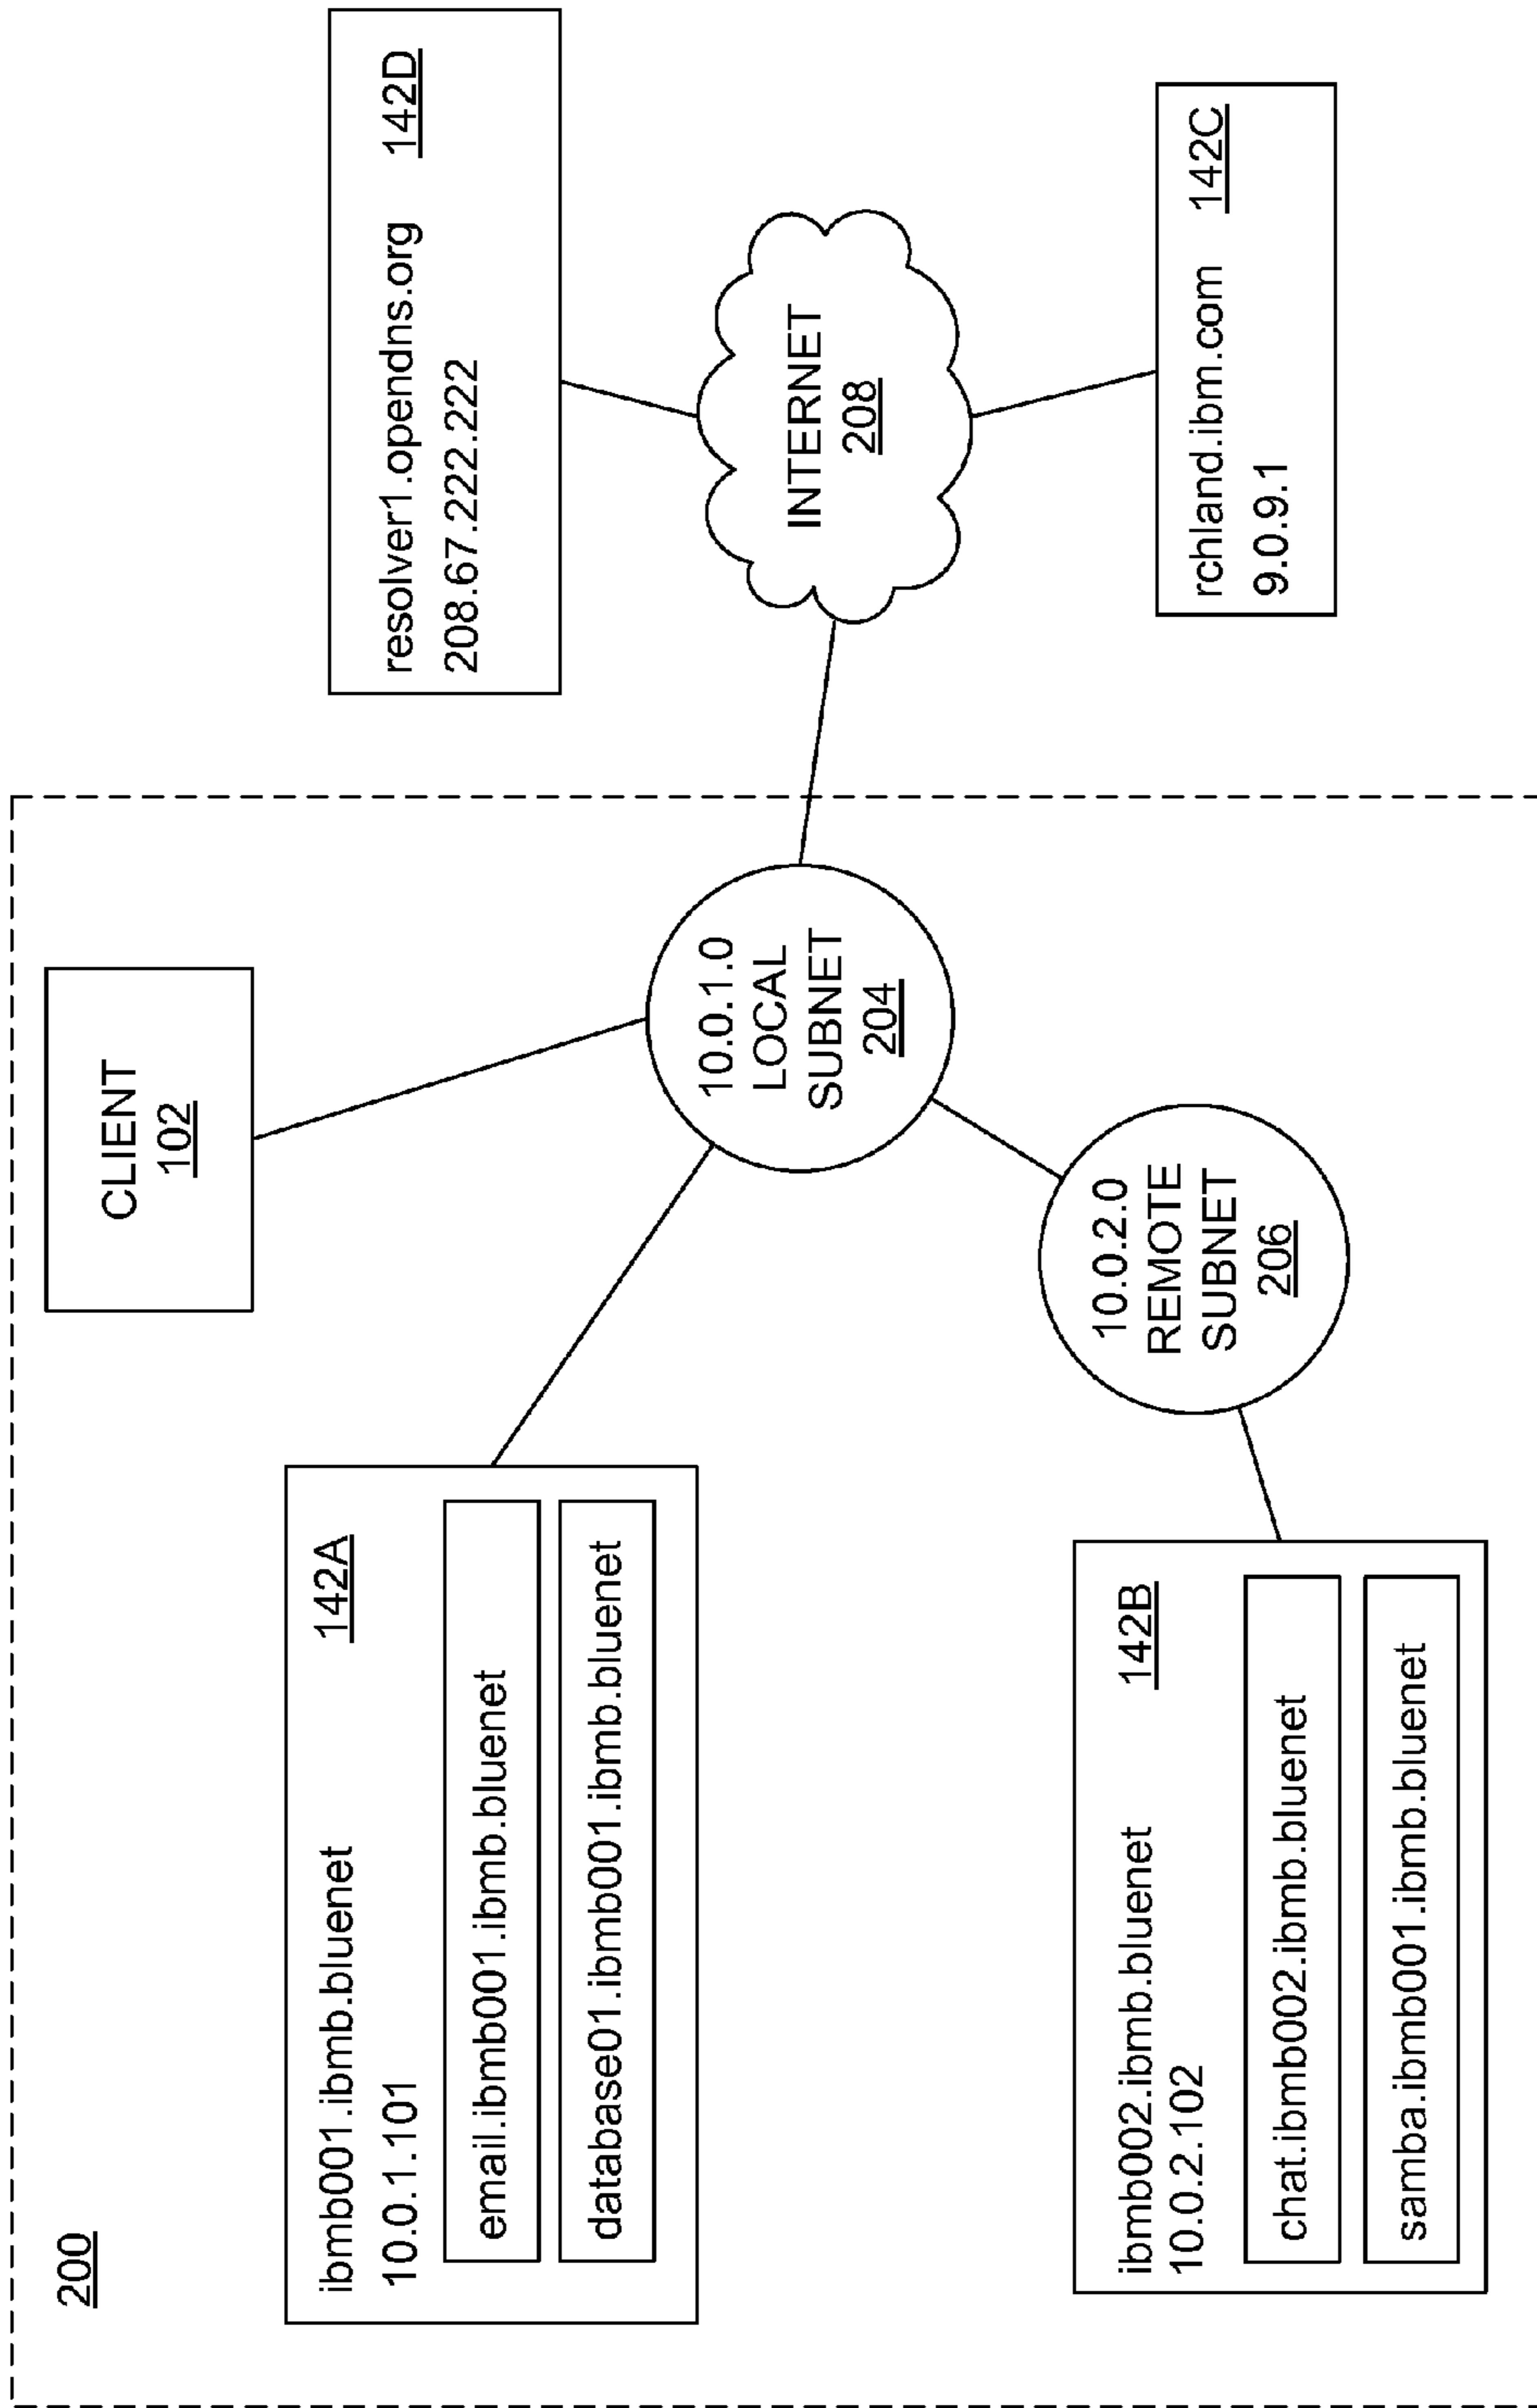 200
CLIENT
102
ibmb001.ibmb.bluenet
142A
10.0.1.101
email.ibmb001.ibmb.bluenet
database01.ibmb001.ibmb.bluenet
10.0.1.0
LOCAL
SUBNET
204
10.0.2.0
REMOTE
SUBNET
206
ibmb002.ibmb.bluenet
142B
10.0.2.102
chat.ibmb002.ibmb.bluenet
samba.ibmb001.ibmb.bluenet
resolver1.opendns.org
142D
208.67.222.222
INTERNET
208
rchland.ibm.com
142C
9.0.9.1